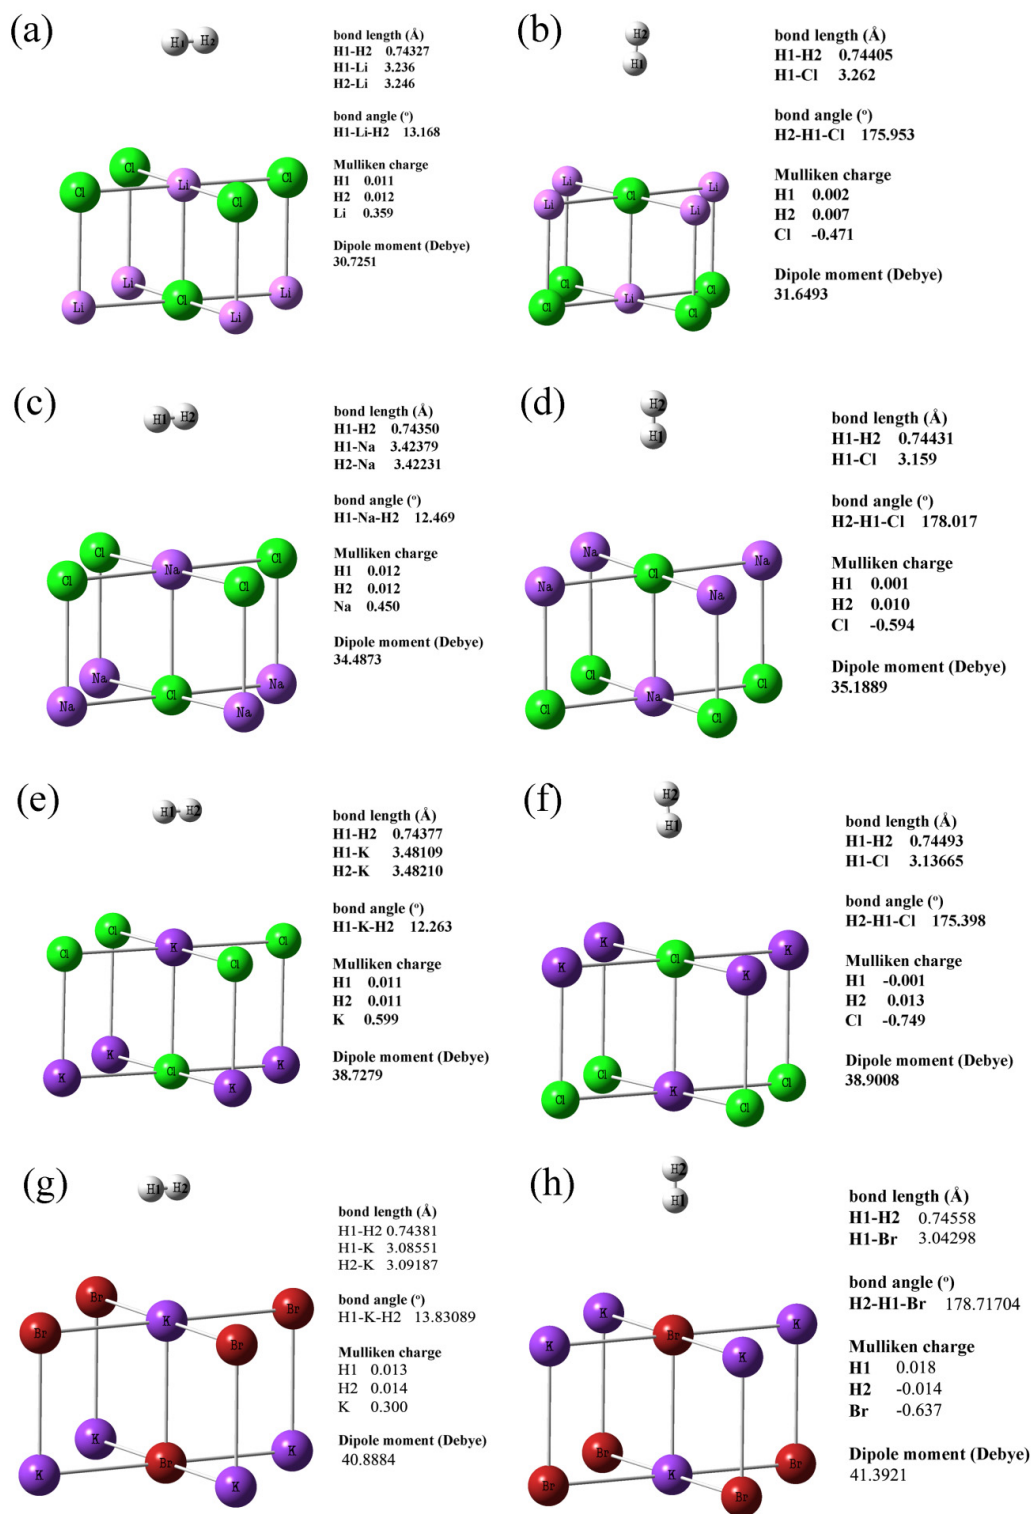 (a)
H1
H2
bond length (Å)
H1-H2 0.74327
H1-Li 3.236
H2-Li 3.246
bond angle (º)
H1-Li-H2 13.168
Mulliken charge
H1 0.011
H2 0.012
Li 0.359
Dipole moment (Debye)
30.7251
Cl
Cl
Li
Cl
Cl
Li
Li
Cl
Li
Li
(b)
H2
H1
bond length (Å)
H1-H2 0.74405
H1-Cl 3.262
bond angle (º)
H2-H1-Cl 175.953
Mulliken charge
H1 0.002
H2 0.007
Cl -0.471
Dipole moment (Debye)
31.6493
Li
Li
Cl
Li
Li
Cl
Cl
Li
Cl
Cl
(c)
H1
H2
bond length (Å)
H1-H2 0.74350
H1-Na 3.42379
H2-Na 3.42231
bond angle (º)
H1-Na-H2 12.469
Mulliken charge
H1 0.012
H2 0.012
Na 0.450
Dipole moment (Debye)
34.4873
Cl
Cl
Na
Cl
Cl
Na
Na
Cl
Na
Na
(d)
H2
H1
bond length (Å)
H1-H2 0.74431
H1-Cl 3.159
bond angle (º)
H2-H1-Cl 178.017
Mulliken charge
H1 0.001
H2 0.010
Cl -0.594
Dipole moment (Debye)
35.1889
Na
Na
Cl
Na
Na
Cl
Cl
Na
Cl
Cl
(e)
H1
H2
bond length (Å)
H1-H2 0.74377
H1-K 3.48109
H2-K 3.48210
bond angle (º)
H1-K-H2 12.263
Mulliken charge
H1 0.011
H2 0.011
K 0.599
Dipole moment (Debye)
38.7279
Cl
Cl
K
Cl
Cl
K
K
Cl
K
K
(f)
H2
H1
bond length (Å)
H1-H2 0.74493
H1-Cl 3.13665
bond angle (º)
H2-H1-Cl 175.398
Mulliken charge
H1 -0.001
H2 0.013
Cl -0.749
Dipole moment (Debye)
38.9008
K
K
Cl
K
K
Cl
Cl
K
Cl
Cl
(g)
H1
H2
bond length (Å)
H1-H2 0.74381
H1-K 3.08551
H2-K 3.09187
bond angle (º)
H1-K-H2 13.83089
Mulliken charge
H1 0.013
H2 0.014
K 0.300
Dipole moment (Debye)
40.8884
Br
Br
K
Br
Br
K
K
Br
K
K
(h)
H2
H1
bond length (Å)
H1-H2 0.74558
H1-Br 3.04298
bond angle (º)
H2-H1-Br 178.71704
Mulliken charge
H1 0.018
H2 -0.014
Br -0.637
Dipole moment (Debye)
41.3921
K
K
Br
K
K
Br
Br
K
Br
Br